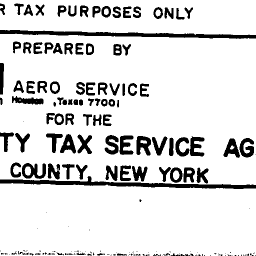 R TAX PURPOSES ONLY
PREPARED BY
AERO SERVICE
Houston, Texas 77001
FOR THE
TY TAX SERVICE AG
COUNTY, NEW YORK